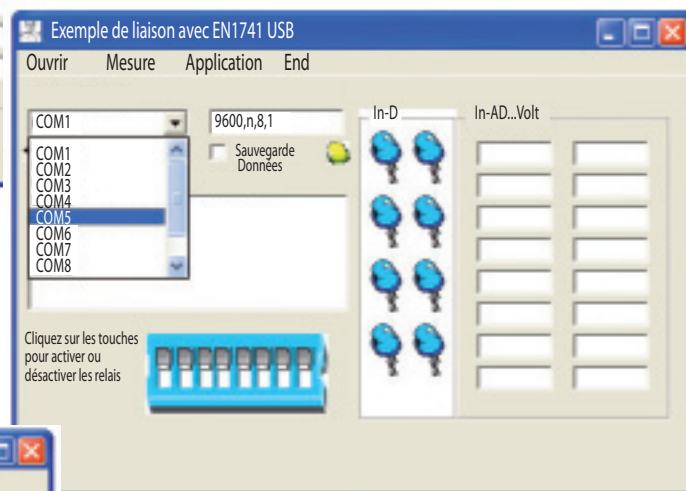 Exemple de liaison avec EN1741 USB
Ouvrir Mesure Application End
COM1 9600,n,8,1 In-D In-AD...Volt
Sauvegarde
Données
COM1
COM2
COM3
COM4
COM5
COM6
COM7
COM8
Cliquez sur les touches
pour activer ou
désactiver les relais